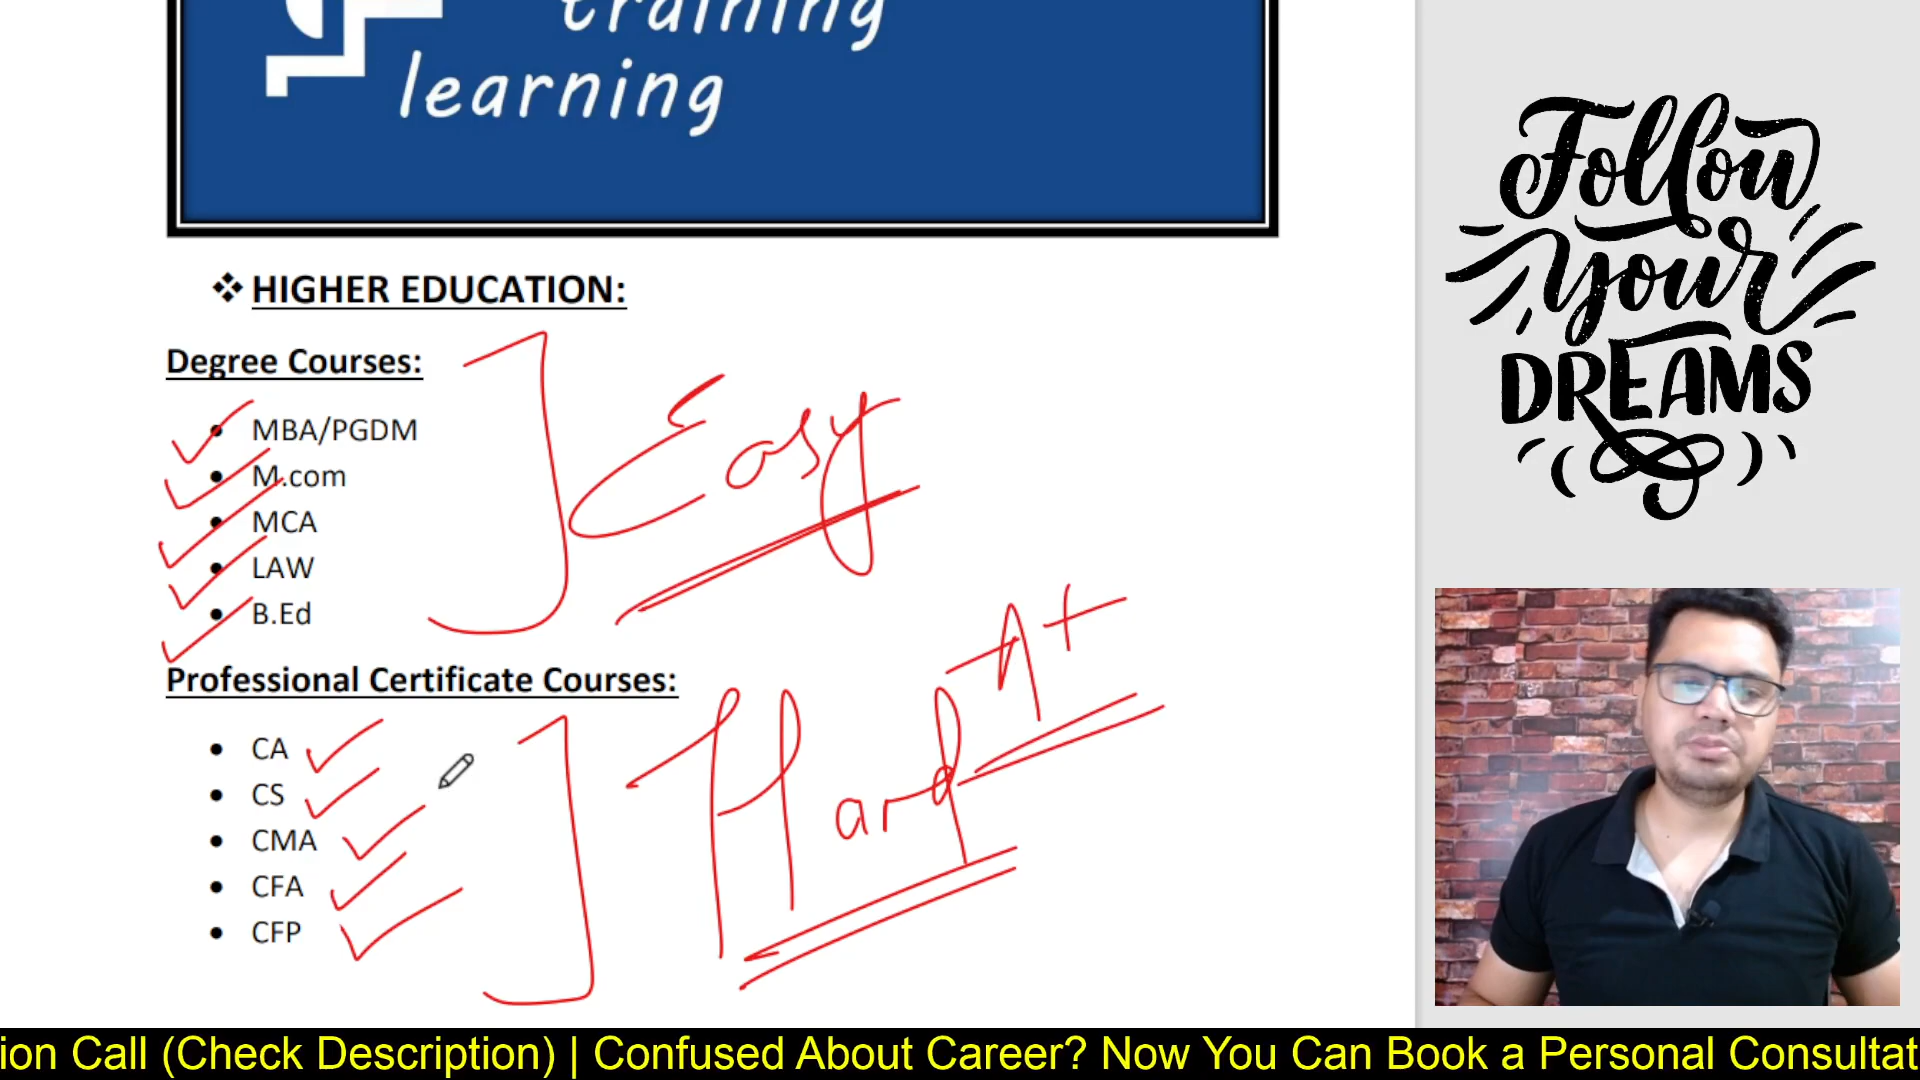 training
learning
HIGHER EDUCATION:
Degree Courses:
MBA/PGDM
M.com
MCA
LAW
B.Ed
Easy
Professional Certificate Courses:
CA
CS
CMA
CFA
CFP
Hard
A+
Follow
Your
DREAMS
ion Call (Check Description) | Confused About Career? Now You Can Book a Personal Consultat